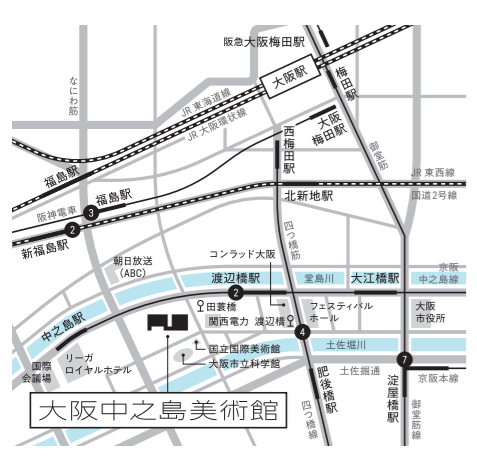 阪急大阪梅田駅
大阪駅
梅田駅
なにわ筋
JR 東海道線
JR 大阪環状線
大阪
梅田駅
西梅田駅
御堂筋
福島駅
JR 東西線
福島駅
北新地駅
国道2号線
阪神電車
3
2
新福島駅
四つ橋筋
コンラッド大阪
朝日放送
(ABC)
渡辺橋駅
堂島川
大江橋駅
京阪
中之島線
2
中之島駅
田蓑橋
関西電力
渡辺橋
フェスティバル
ホール
大阪
市役所
4
国立国際美術館
大阪市立科学館
土佐堀川
7
国際
会議場
リーガ
ロイヤルホテル
肥後橋駅
土佐掘通
淀屋橋駅
京阪本線
大阪中之島美術館
四つ橋線
御堂筋線